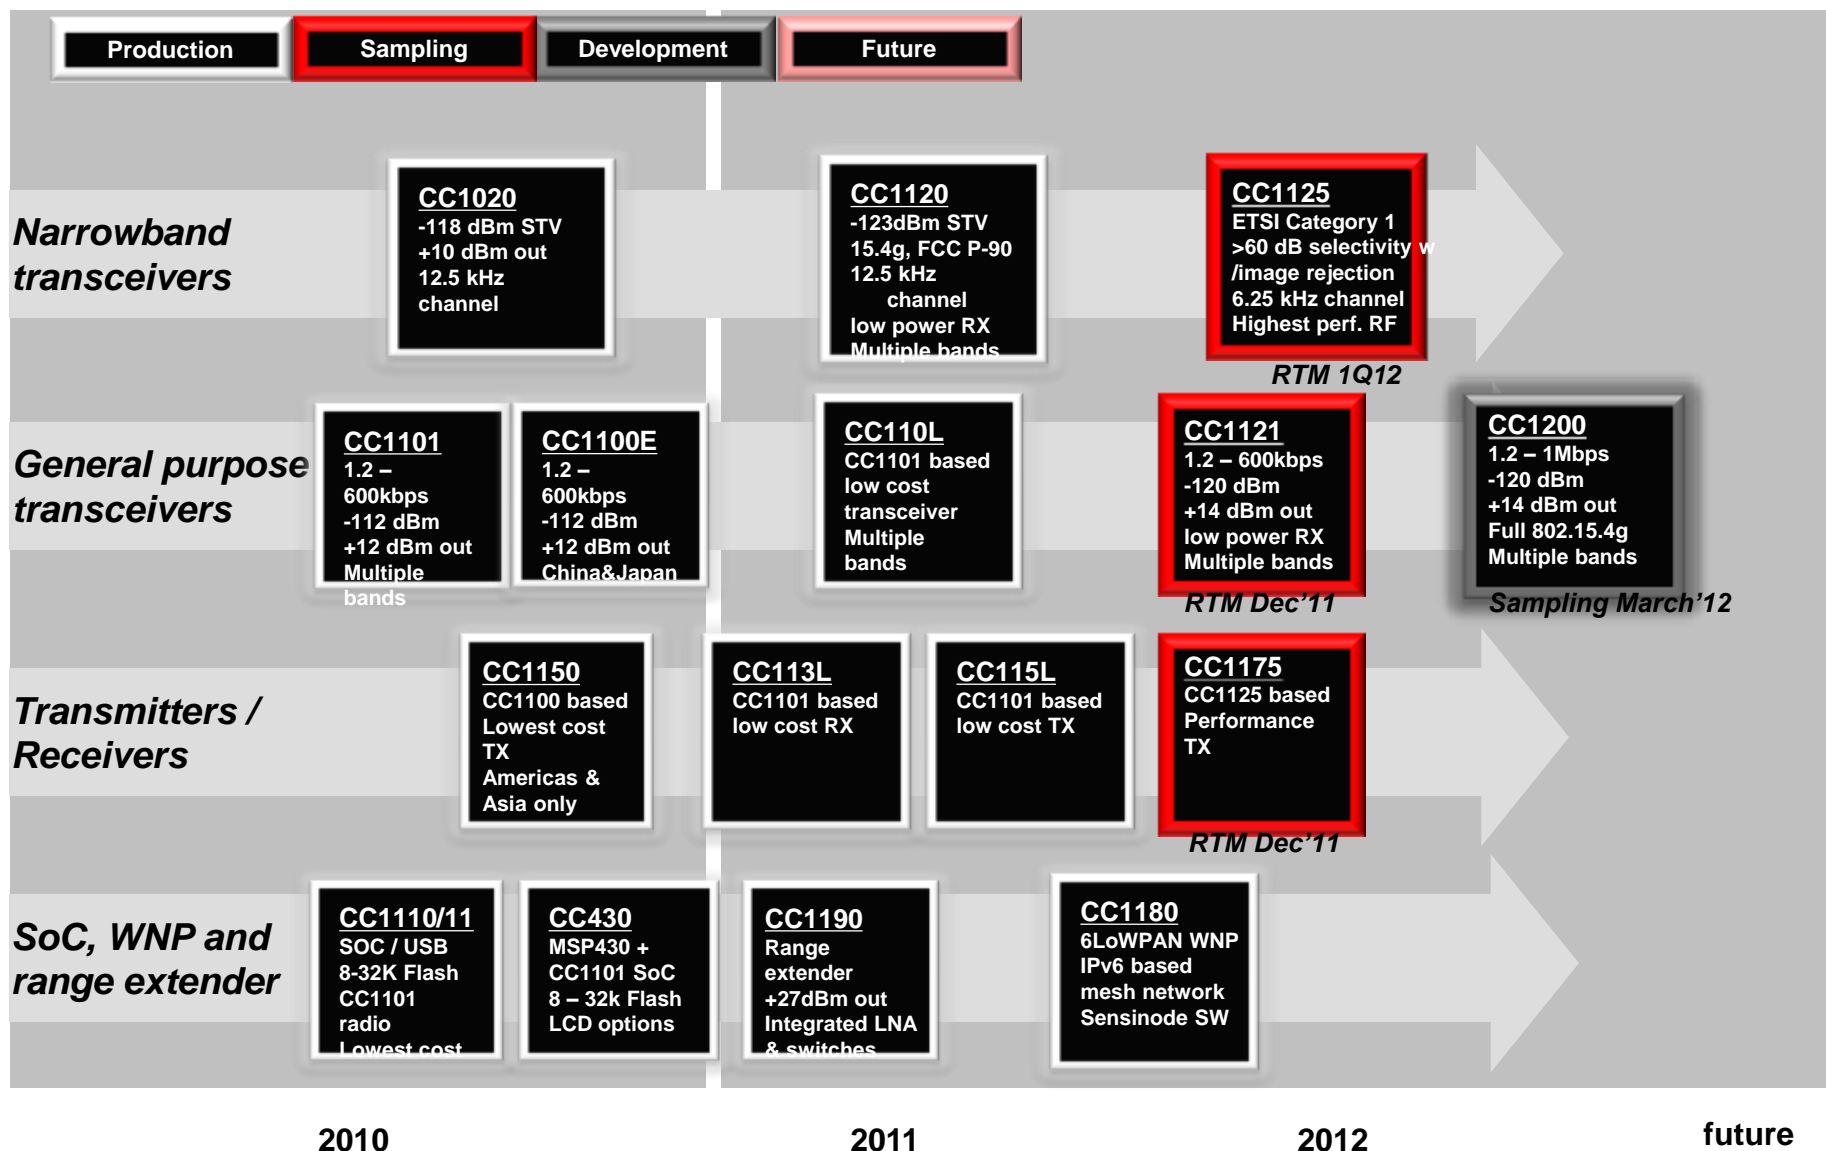 Production
Sampling
Development
Future
Narrowband
transceivers
CC1020
-118 dBm STV
+10 dBm out
12.5 kHz
channel
CC1120
-123dBm STV
15.4g, FCC P-90
12.5 kHz
channel
low power RX
Multiple bands
CC1125
ETSI Category 1
>60 dB selectivity w
/image rejection
6.25 kHz channel
Highest perf. RF
RTM 1Q12
General purpose
transceivers
CC1101
1.2 –
600kbps
-112 dBm
+12 dBm out
Multiple
bands
CC1100E
1.2 –
600kbps
-112 dBm
+12 dBm out
China&Japan
CC110L
CC1101 based
low cost
transceiver
Multiple
bands
CC1121
1.2 – 600kbps
-120 dBm
+14 dBm out
low power RX
Multiple bands
RTM Dec’11
CC1200
1.2 – 1Mbps
-120 dBm
+14 dBm out
Full 802.15.4g
Multiple bands
Sampling March’12
Transmitters /
Receivers
CC1150
CC1100 based
Lowest cost
TX
Americas &
Asia only
CC113L
CC1101 based
low cost RX
CC115L
CC1101 based
low cost TX
CC1175
CC1125 based
Performance
TX
RTM Dec’11
SoC, WNP and
range extender
CC1110/11
SOC / USB
8-32K Flash
CC1101
radio
Lowest cost
CC430
MSP430 +
CC1101 SoC
8 – 32k Flash
LCD options
CC1190
Range
extender
+27dBm out
Integrated LNA
& switches
CC1180
6LoWPAN WNP
IPv6 based
mesh network
Sensinode SW
2010
2011
2012
future